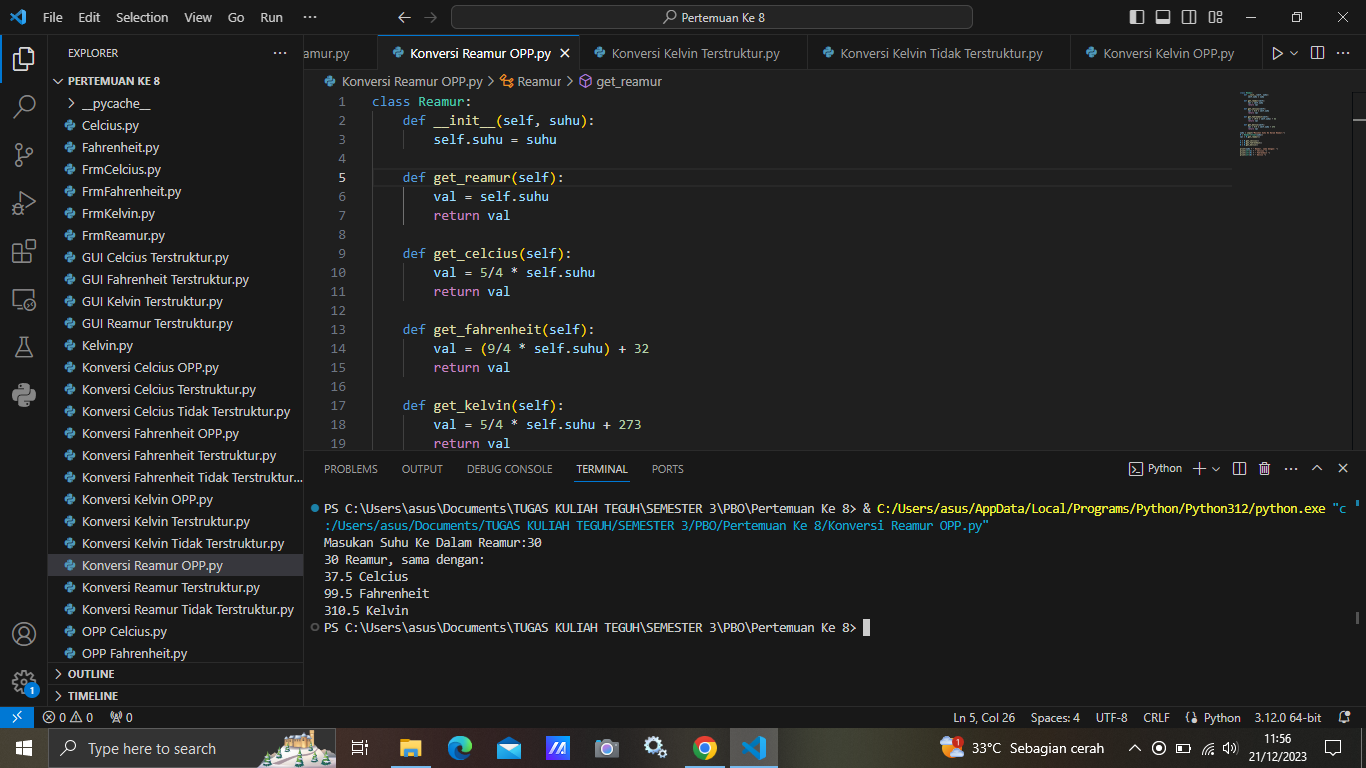 File Edit Selection View Go Run ···
Pertemuan Ke 8
EXPLORER
PERTEMUAN KE 8
__pycache__
Celcius.py
Fahrenheit.py
FrmCelcius.py
FrmFahrenheit.py
FrmKelvin.py
FrmReamur.py
GUI Celcius Terstruktur.py
GUI Fahrenheit Terstruktur.py
GUI Kelvin Terstruktur.py
GUI Reamur Terstruktur.py
Kelvin.py
Konversi Celcius OPP.py
Konversi Celcius Terstruktur.py
Konversi Celcius Tidak Terstruktur.py
Konversi Fahrenheit OPP.py
Konversi Fahrenheit Terstruktur.py
Konversi Fahrenheit Tidak Terstruktur...
Konversi Kelvin OPP.py
Konversi Kelvin Terstruktur.py
Konversi Kelvin Tidak Terstruktur.py
Konversi Reamur OPP.py
Konversi Reamur Terstruktur.py
Konversi Reamur Tidak Terstruktur.py
OPP Celcius.py
OPP Fahrenheit.py
OUTLINE
TIMELINE
amur.py Konversi Reamur OPP.py Konversi Kelvin Terstruktur.py Konversi Kelvin Tidak Terstruktur.py Konversi Kelvin OPP.py
Konversi Reamur OPP.py > Reamur > get_reamur
1 class Reamur:
2 def __init__(self, suhu):
3 self.suhu = suhu
4
5 def get_reamur(self):
6 val = self.suhu
7 return val
8
9 def get_celcius(self):
10 val = 5/4 * self.suhu
11 return val
12
13 def get_fahrenheit(self):
14 val = (9/4 * self.suhu) + 32
15 return val
16
17 def get_kelvin(self):
18 val = 5/4 * self.suhu + 273
19 return val
PROBLEMS OUTPUT DEBUG CONSOLE TERMINAL PORTS
Python
PS C:\Users\asus\Documents\TUGAS KULIAH TEGUH\SEMESTER 3\PBO\Pertemuan Ke 8> & C:/Users/asus/AppData/Local/Programs/Python/Python312/python.exe "c
:/Users/asus/Documents/TUGAS KULIAH TEGUH/SEMESTER 3/PBO/Pertemuan Ke 8/Konversi Reamur OPP.py"
Masukan Suhu Ke Dalam Reamur:30
30 Reamur, sama dengan:
37.5 Celcius
99.5 Fahrenheit
310.5 Kelvin
PS C:\Users\asus\Documents\TUGAS KULIAH TEGUH\SEMESTER 3\PBO\Pertemuan Ke 8>
1
0 0 0 Ln 5, Col 26 Spaces: 4 UTF-8 CRLF Python 3.12.0 64-bit
Type here to search
1 33°C Sebagian cerah
11:56
21/12/2023